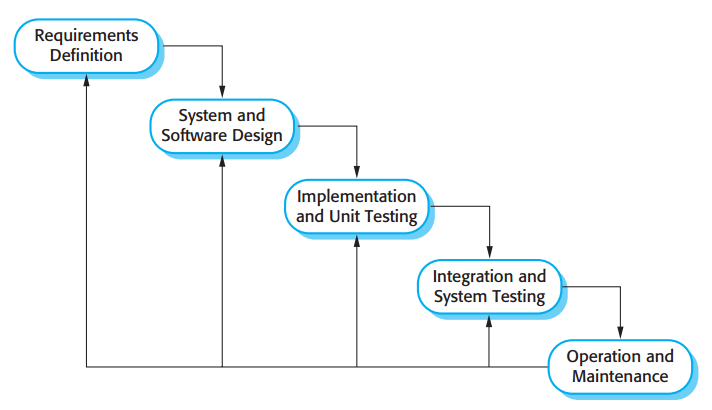 Requirements
Definition
System and
Software Design
Implementation
and Unit Testing
Integration and
System Testing
Operation and
Maintenance